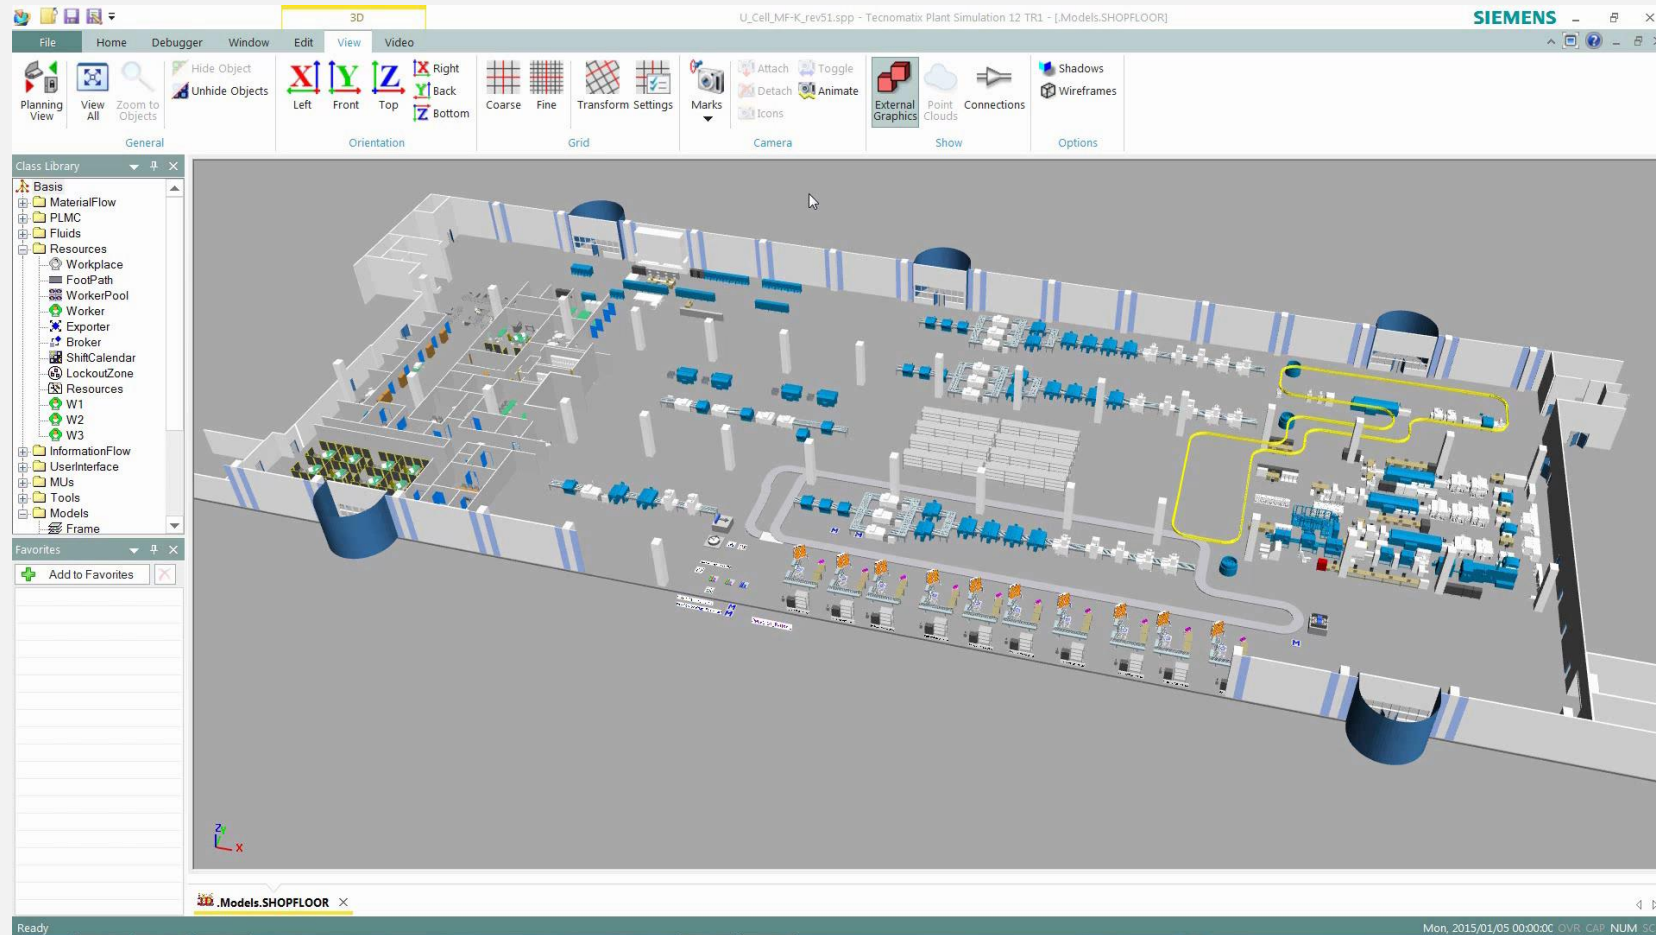 3D
U_Cell_MF-K_rev51.spp - Tecnomatix Plant Simulation 12 TR1 - [.Models.SHOPFLOOR]
SIEMENS
File Home Debugger Window Edit View Video
Planning View
View All
Zoom to Objects
Hide Object
Unhide Objects
General
X Left
Y Front
Z Top
X Right
Y Back
Z Bottom
Orientation
Coarse
Fine
Transform
Settings
Grid
Marks
Attach
Detach
Icons
Toggle
Animate
Camera
External Graphics
Point Clouds
Connections
Show
Shadows
Wireframes
Options
Class Library
Basis
MaterialFlow
PLMC
Fluids
Resources
Workplace
FootPath
WorkerPool
Worker
Exporter
Broker
ShiftCalendar
LockoutZone
Resources
W1
W2
W3
InformationFlow
UserInterface
MUs
Tools
Models
Frame
Favorites
Add to Favorites
Z
Y
X
.Models.SHOPFLOOR
Ready
Mon, 2015/01/05 00:00:00 OVR CAP NUM SC